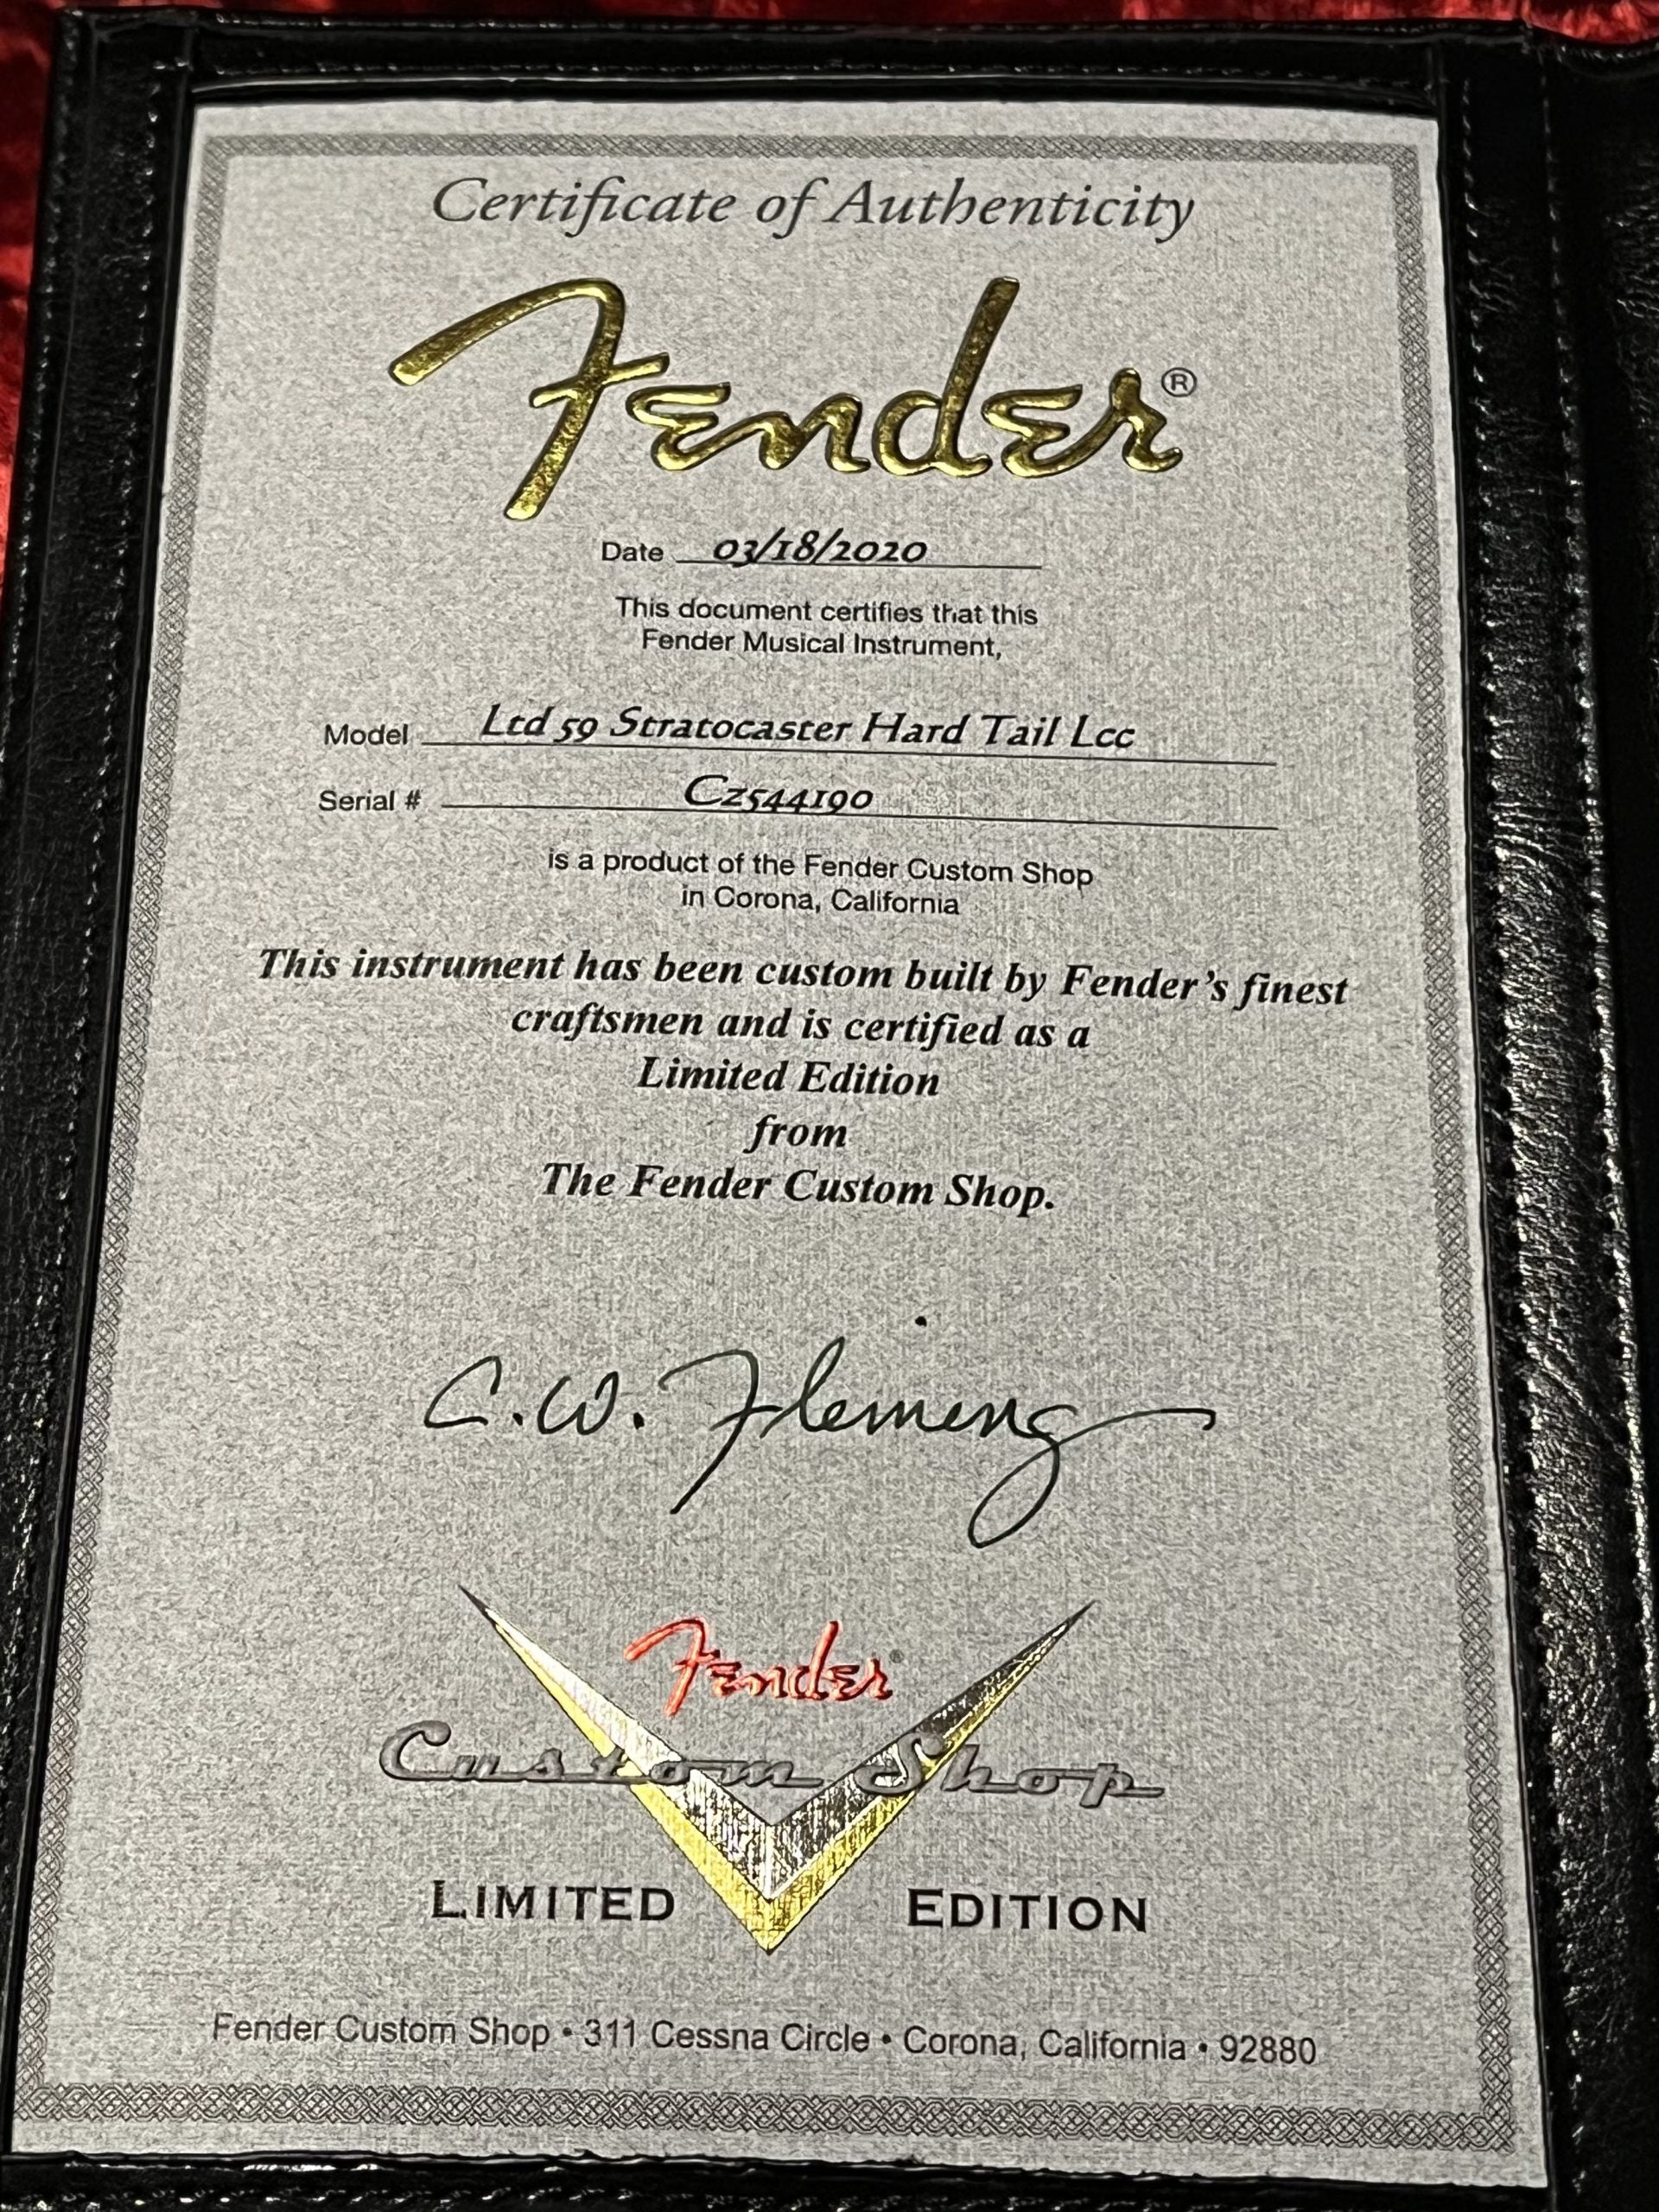 Certificate of Authenticity
Fender®
Date 03/18/2020
This document certifies that this
Fender Musical Instrument,
Model Ltd 59 Stratocaster Hard Tail Lcc
Serial # Cz544190
is a product of the Fender Custom Shop
in Corona, California
This instrument has been custom built by Fender's finest
craftsmen and is certified as a
Limited Edition
from
The Fender Custom Shop.
C.W. Fleming
Fender®
Custom Shop
LIMITED EDITION
Fender Custom Shop • 311 Cessna Circle • Corona, California • 92880